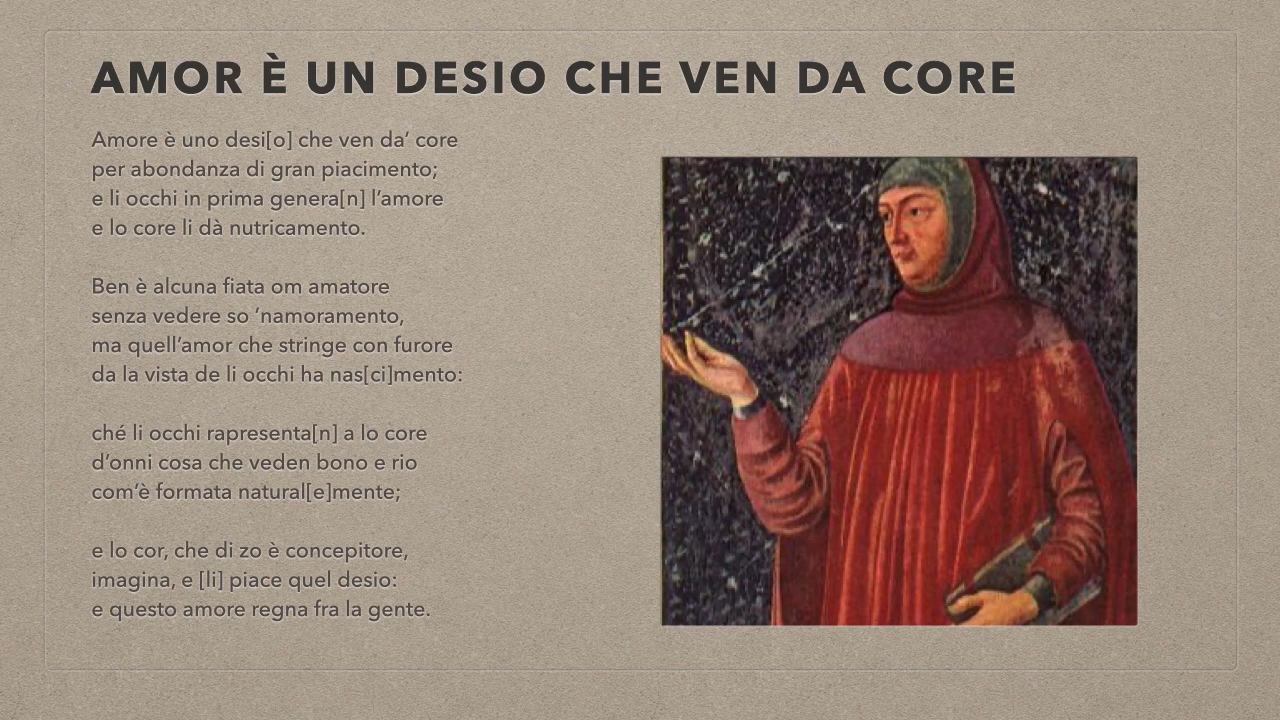 AMOR È UN DESIO CHE VEN DA CORE
Amore è uno desi[o] che ven da’ core
per abondanza di gran piacimento;
e li occhi in prima genera[n] l’amore
e lo core li dà nutricamento.
Ben è alcuna fiata om amatore
senza vedere so ’namoramento,
ma quell’amor che stringe con furore
da la vista de li occhi ha nas[ci]mento:
ché li occhi rapresenta[n] a lo core
d’onni cosa che veden bono e rio
com’è formata natural[e]mente;
e lo cor, che di zo è concepitore,
imagina, e [li] piace quel desio:
e questo amore regna fra la gente.